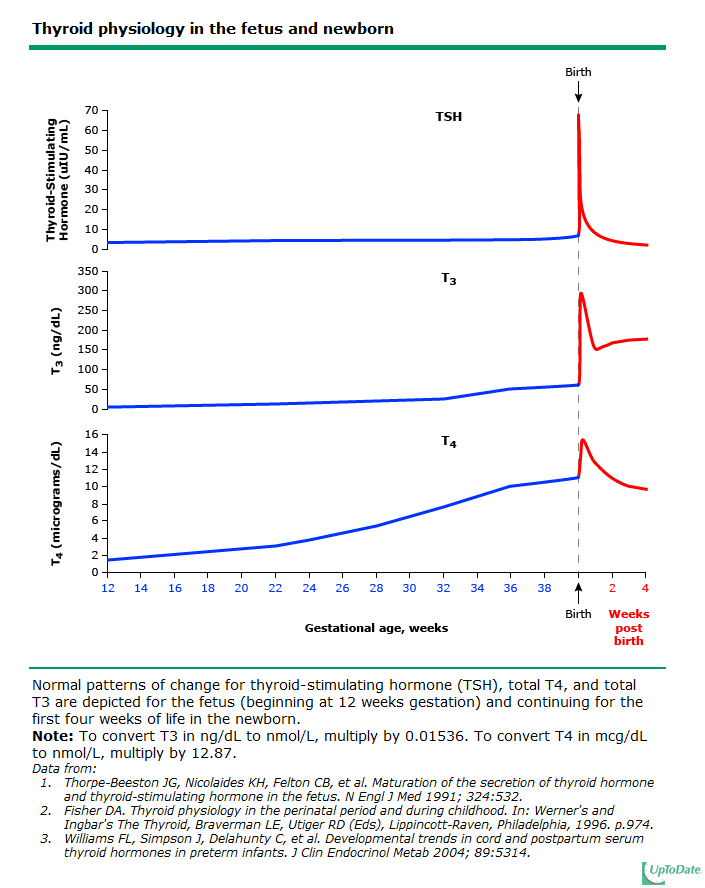 Thyroid physiology in the fetus and newborn
Birth
TSH
Thyroid-Stimulating
Hormone (uIU/mL)
70
60
50
40
30
20
10
0
T3
T3 (ng/dL)
350
300
250
200
150
100
50
0
T4
T4 (micrograms/dL)
16
14
12
10
8
6
4
2
0
12 14 16 18 20 22 24 26 28 30 32 34 36 38 2 4
Birth
Weeks
post
birth
Gestational age, weeks
Normal patterns of change for thyroid-stimulating hormone (TSH), total T4, and total
T3 are depicted for the fetus (beginning at 12 weeks gestation) and continuing for the
first four weeks of life in the newborn.
Note: To convert T3 in ng/dL to nmol/L, multiply by 0.01536. To convert T4 in mcg/dL
to nmol/L, multiply by 12.87.
Data from:
1. Thorpe-Beeston JG, Nicolaides KH, Felton CB, et al. Maturation of the secretion of thyroid hormone
and thyroid-stimulating hormone in the fetus. N Engl J Med 1991; 324:532.
2. Fisher DA. Thyroid physiology in the perinatal period and during childhood. In: Werner's and
Ingbar's The Thyroid, Braverman LE, Utiger RD (Eds), Lippincott-Raven, Philadelphia, 1996. p.974.
3. Williams FL, Simpson J, Delahunty C, et al. Developmental trends in cord and postpartum serum
thyroid hormones in preterm infants. J Clin Endocrinol Metab 2004; 89:5314.
UpToDate